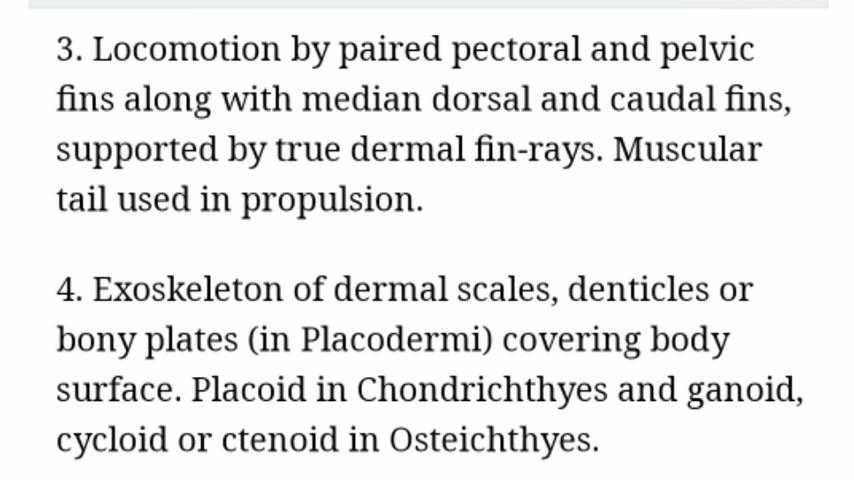 3. Locomotion by paired pectoral and pelvic
fins along with median dorsal and caudal fins,
supported by true dermal fin-rays. Muscular
tail used in propulsion.
4. Exoskeleton of dermal scales, denticles or
bony plates (in Placodermi) covering body
surface. Placoid in Chondrichthyes and ganoid,
cycloid or ctenoid in Osteichthyes.